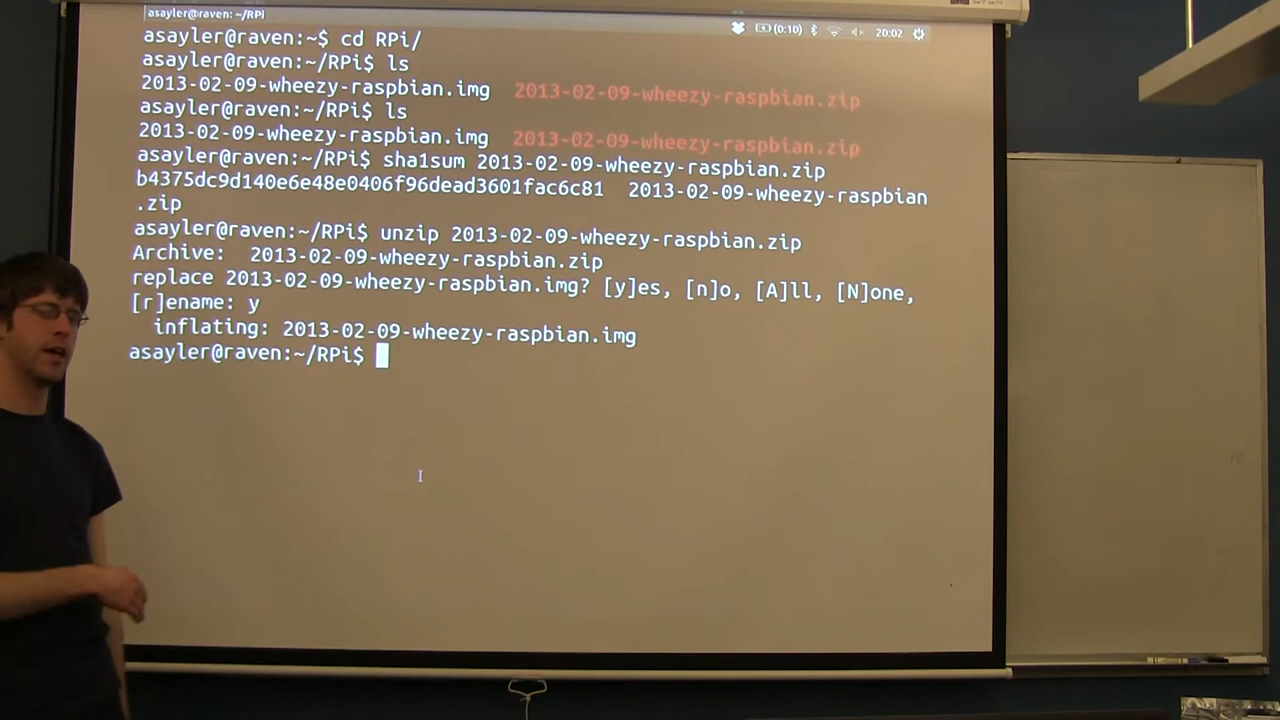 asayler@raven: ~/RPi
(0:10) 20:02
asayler@raven:~$ cd RPi/
asayler@raven:~/RPi$ ls
2013-02-09-wheezy-raspbian.img 2013-02-09-wheezy-raspbian.zip
asayler@raven:~/RPi$ ls
2013-02-09-wheezy-raspbian.img 2013-02-09-wheezy-raspbian.zip
asayler@raven:~/RPi$ sha1sum 2013-02-09-wheezy-raspbian.zip
b4375dc9d140e6e48e0406f96dead3601fac6c81 2013-02-09-wheezy-raspbian
.zip
asayler@raven:~/RPi$ unzip 2013-02-09-wheezy-raspbian.zip
Archive: 2013-02-09-wheezy-raspbian.zip
replace 2013-02-09-wheezy-raspbian.img? [y]es, [n]o, [A]ll, [N]one,
[r]ename: y
inflating: 2013-02-09-wheezy-raspbian.img
asayler@raven:~/RPi$